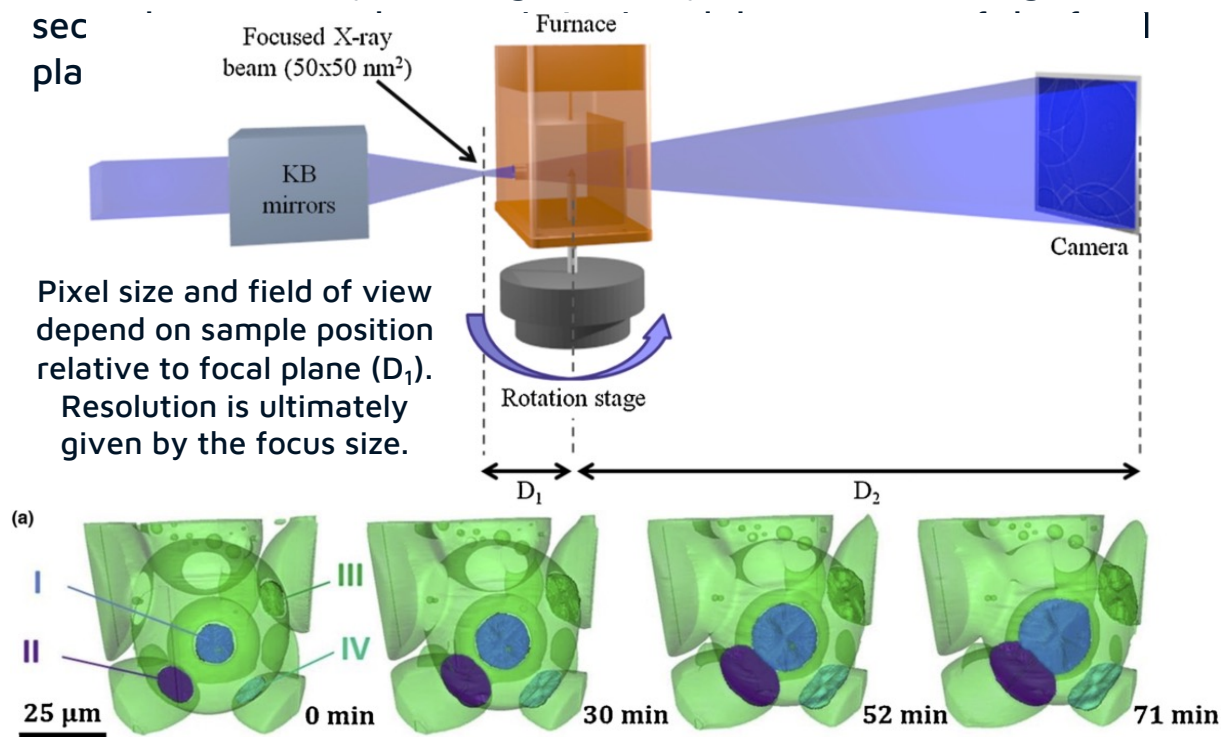 sec
pla
Focused X-ray
beam (50x50 nm²)
Furnace
KB
mirrors
Camera
Pixel size and field of view
depend on sample position
relative to focal plane (D₁).
Resolution is ultimately
given by the focus size.
Rotation stage
D₁
D₂
(a)
I
II
III
IV
25 µm
0 min
30 min
52 min
71 min